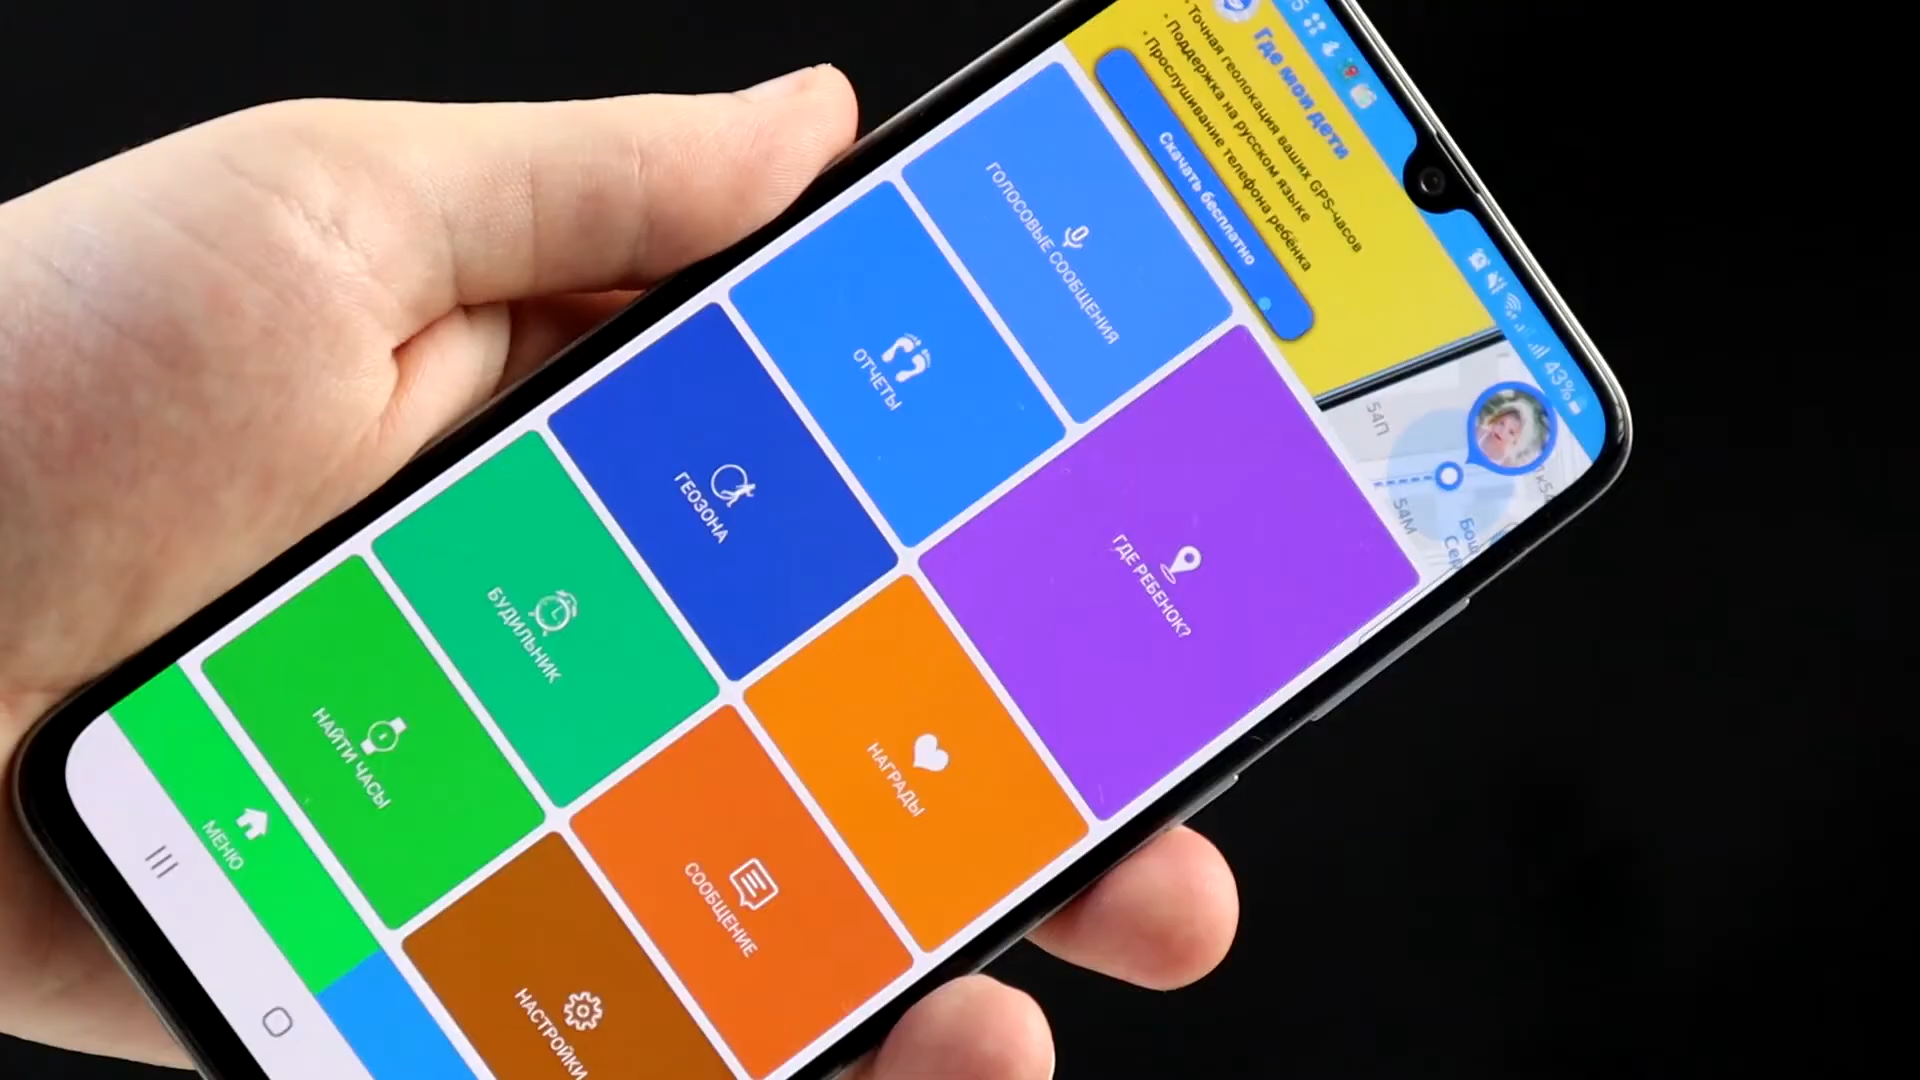 43%
Где мои дети
• Точная геолокация ваших GPS-часов
• Поддержка на русском языке
• Прослушивание телефона ребёнка
Скачать бесплатно
54П
54М
ГОЛОСОВЫЕ СООБЩЕНИЯ
ГДЕ РЕБЕНОК?
ОТЧЕТЫ
ГЕОЗОНА
НАГРАДЫ
БУДИЛЬНИК
СООБЩЕНИЕ
НАЙТИ ЧАСЫ
НАСТРОЙКИ
МЕНЮ